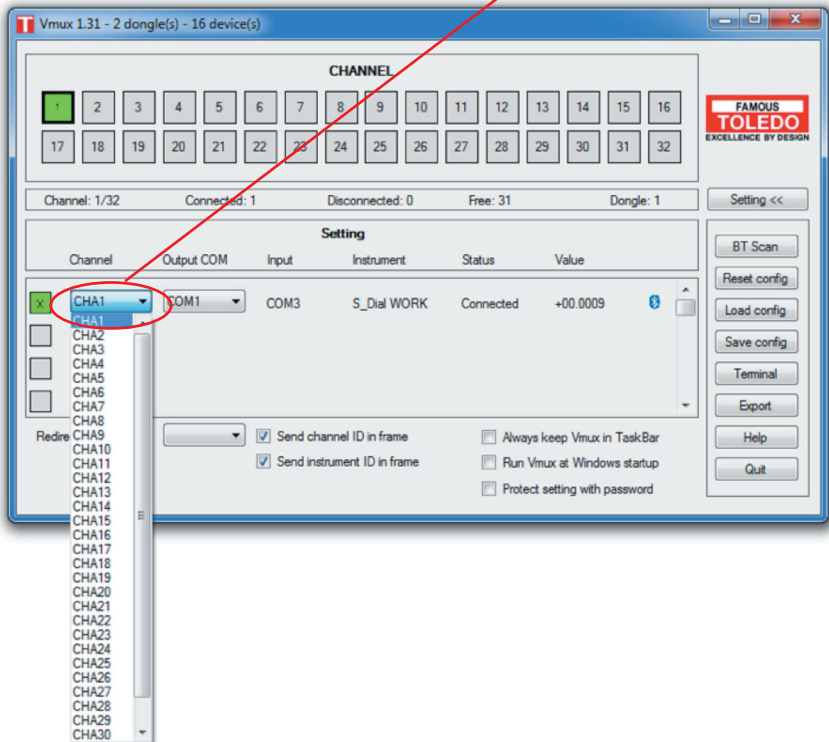 Vmux 1.31 - 2 dongle(s) - 16 device(s)
CHANNEL
1 2 3 4 5 6 7 8 9 10 11 12 13 14 15 16
17 18 19 20 21 22 23 24 25 26 27 28 29 30 31 32
FAMOUS
TOLEDO
EXCELLENCE BY DESIGN
Channel: 1/32 Connected: 1 Disconnected: 0 Free: 31 Dongle: 1
Setting <<
Setting
Channel Output COM Input Instrument Status Value
X CHA1 COM1 COM3 S_Dial WORK Connected +00.0009
CHA1
CHA2
CHA3
CHA4
CHA5
CHA6
CHA7
CHA8
CHA9
CHA10
CHA11
CHA12
CHA13
CHA14
CHA15
CHA16
CHA17
CHA18
CHA19
CHA20
CHA21
CHA22
CHA23
CHA24
CHA25
CHA26
CHA27
CHA28
CHA29
CHA30
Redire
Send channel ID in frame
Send instrument ID in frame
Always keep Vmux in TaskBar
Run Vmux at Windows startup
Protect setting with password
BT Scan
Reset config
Load config
Save config
Terminal
Export
Help
Quit